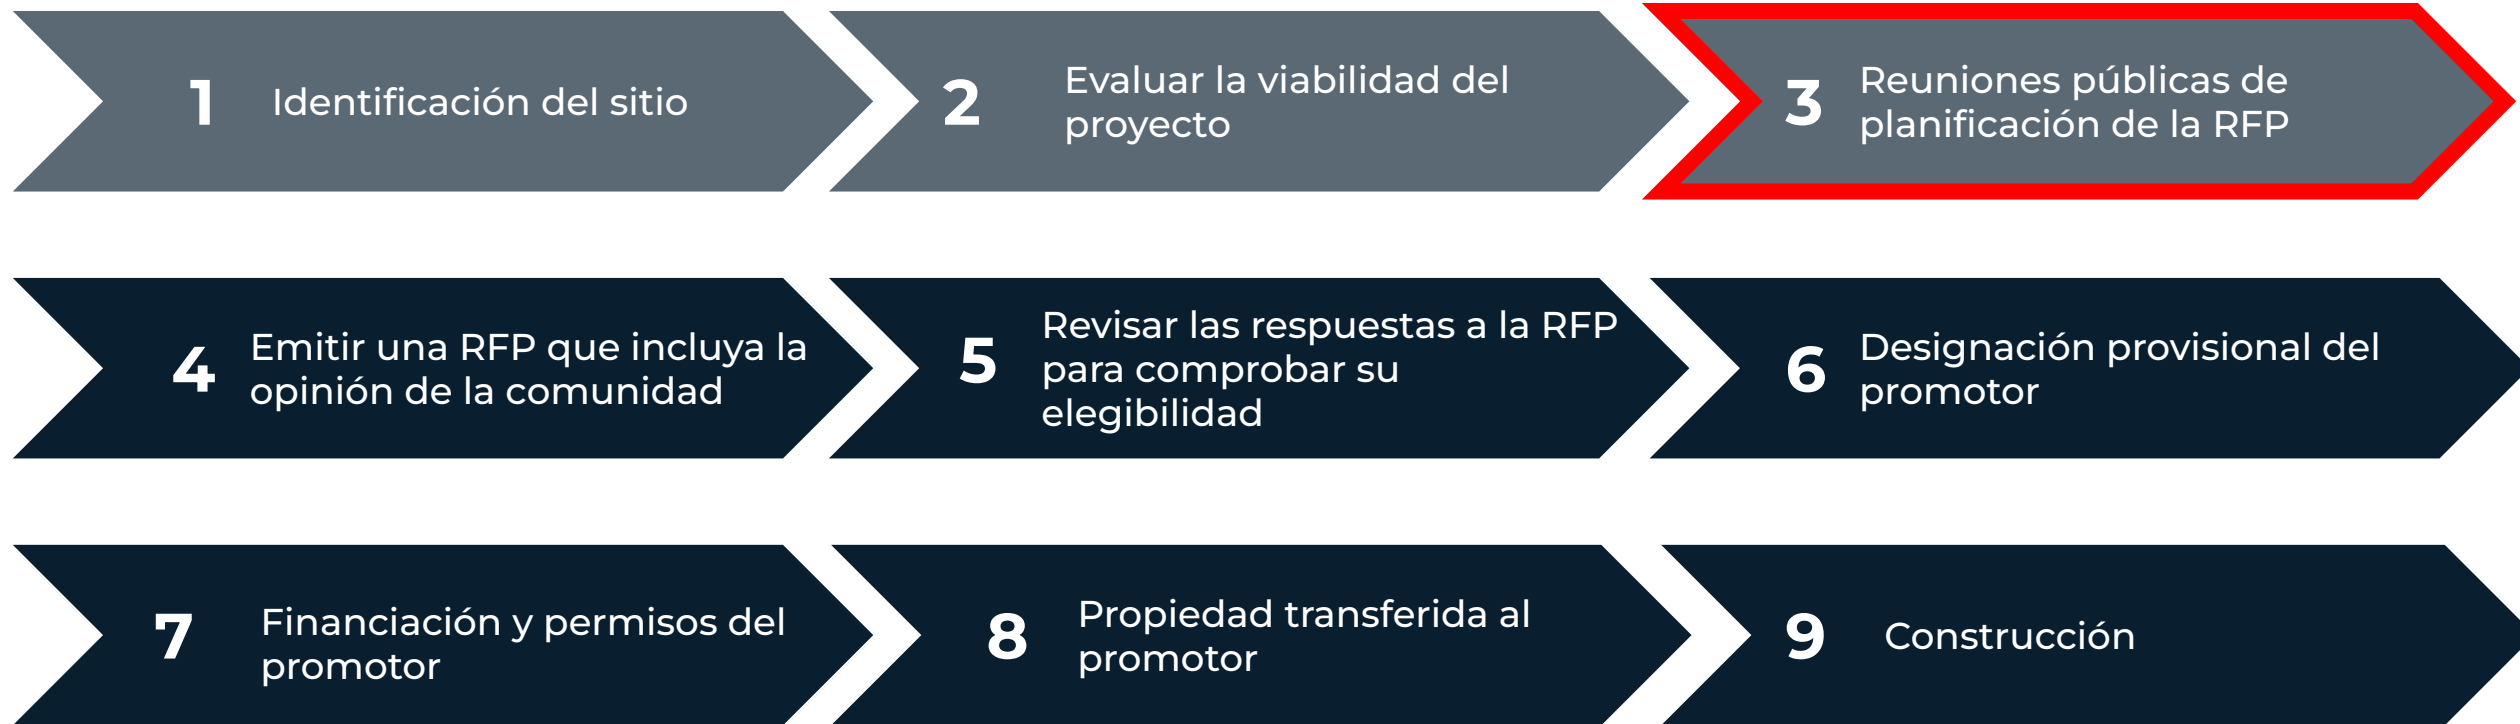 1
Identificación del sitio
2
Evaluar la viabilidad del
proyecto
3
Reuniones públicas de
planificación de la RFP
4
Emitir una RFP que incluya la
opinión de la comunidad
5
Revisar las respuestas a la RFP
para comprobar su
elegibilidad
6
Designación provisional del
promotor
7
Financiación y permisos del
promotor
8
Propiedad transferida al
promotor
9
Construcción